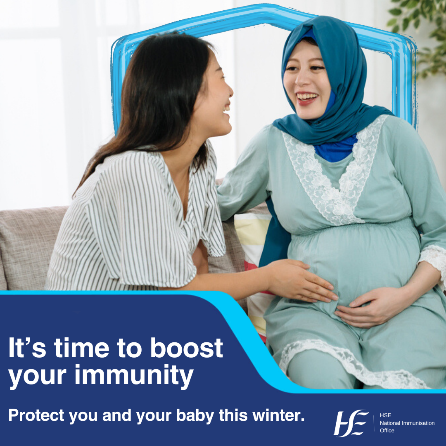 It's time to boost
your immunity
Protect you and your baby this winter.
HSE
National Immunisation
Office